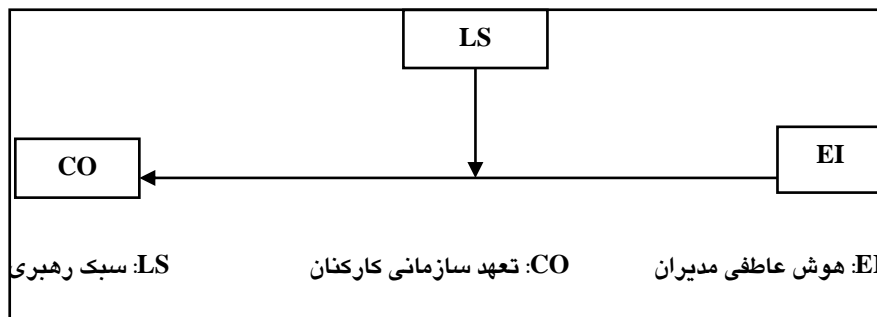 LS
EI
CO
EI: هوش عاطفی مدیران CO: تعهد سازمانی کارکنان LS: سبک رهبری